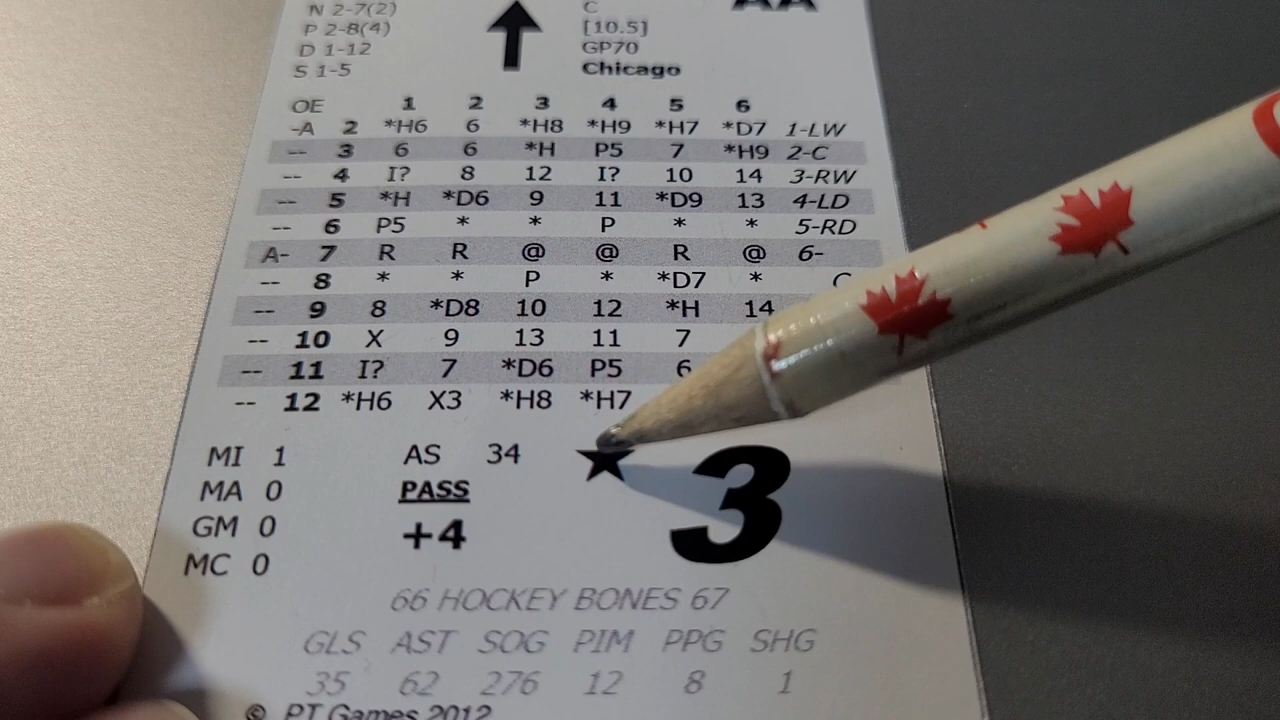 N 2-7(2) C AA
P 2-8(4) [10.5]
D 1-12 GP70
S 1-5 Chicago
OE 1 2 3 4 5 6
-A 2 *H6 6 *H8 *H9 *H7 *D7 1-LW
-- 3 6 6 *H P5 7 *H9 2-C
-- 4 I? 8 12 I? 10 14 3-RW
-- 5 *H *D6 9 11 *D9 13 4-LD
-- 6 P5 * * P * * 5-RD
A- 7 R R @ @ R @ 6-
-- 8 * * P * *D7 * C
-- 9 8 *D8 10 12 *H 14
-- 10 X 9 13 11 7
-- 11 I? 7 *D6 P5 6
-- 12 *H6 X3 *H8 *H7
MI 1 AS 34 ★ 3
MA 0 PASS
GM 0 +4
MC 0
66 HOCKEY BONES 67
GLS AST SOG PIM PPG SHG
35 62 276 12 8 1
© PT Games 2012